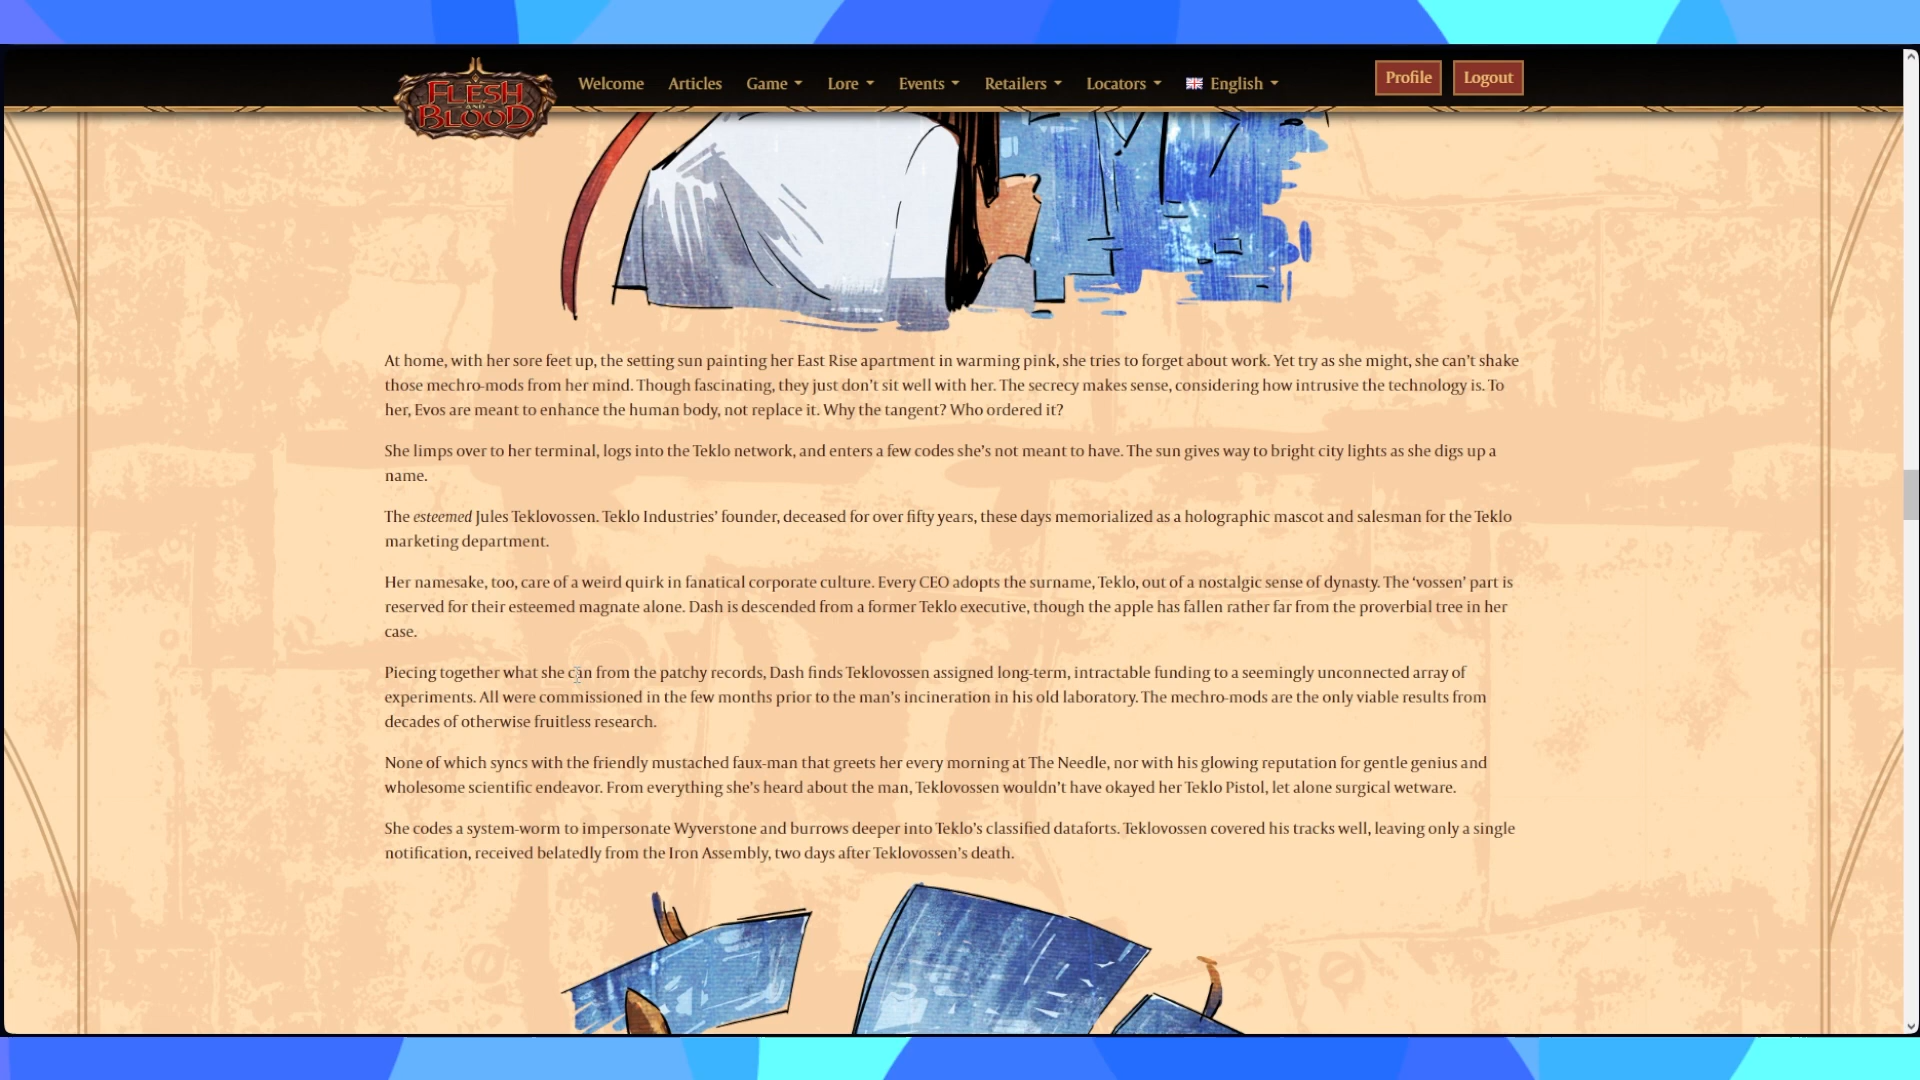 FLESH
AND
BLOOD
Welcome
Articles
Game
Lore
Events
Retailers
Locators
English
Profile
Logout
At home, with her sore feet up, the setting sun painting her East Rise apartment in warming pink, she tries to forget about work. Yet try as she might, she can’t shake
those mechro-mods from her mind. Though fascinating, they just don’t sit well with her. The secrecy makes sense, considering how intrusive the technology is. To
her, Evos are meant to enhance the human body, not replace it. Why the tangent? Who ordered it?
She limps over to her terminal, logs into the Teklo network, and enters a few codes she’s not meant to have. The sun gives way to bright city lights as she digs up a
name.
The esteemed Jules Teklovossen. Teklo Industries’ founder, deceased for over fifty years, these days memorialized as a holographic mascot and salesman for the Teklo
marketing department.
Her namesake, too, care of a weird quirk in fanatical corporate culture. Every CEO adopts the surname, Teklo, out of a nostalgic sense of dynasty. The ‘vossen’ part is
reserved for their esteemed magnate alone. Dash is descended from a former Teklo executive, though the apple has fallen rather far from the proverbial tree in her
case.
Piecing together what she can from the patchy records, Dash finds Teklovossen assigned long-term, intractable funding to a seemingly unconnected array of
experiments. All were commissioned in the few months prior to the man’s incineration in his old laboratory. The mechro-mods are the only viable results from
decades of otherwise fruitless research.
None of which syncs with the friendly mustached faux-man that greets her every morning at The Needle, nor with his glowing reputation for gentle genius and
wholesome scientific endeavor. From everything she’s heard about the man, Teklovossen wouldn’t have okayed her Teklo Pistol, let alone surgical wetware.
She codes a system-worm to impersonate Wyverstone and burrows deeper into Teklo’s classified dataforts. Teklovossen covered his tracks well, leaving only a single
notification, received belatedly from the Iron Assembly, two days after Teklovossen’s death.